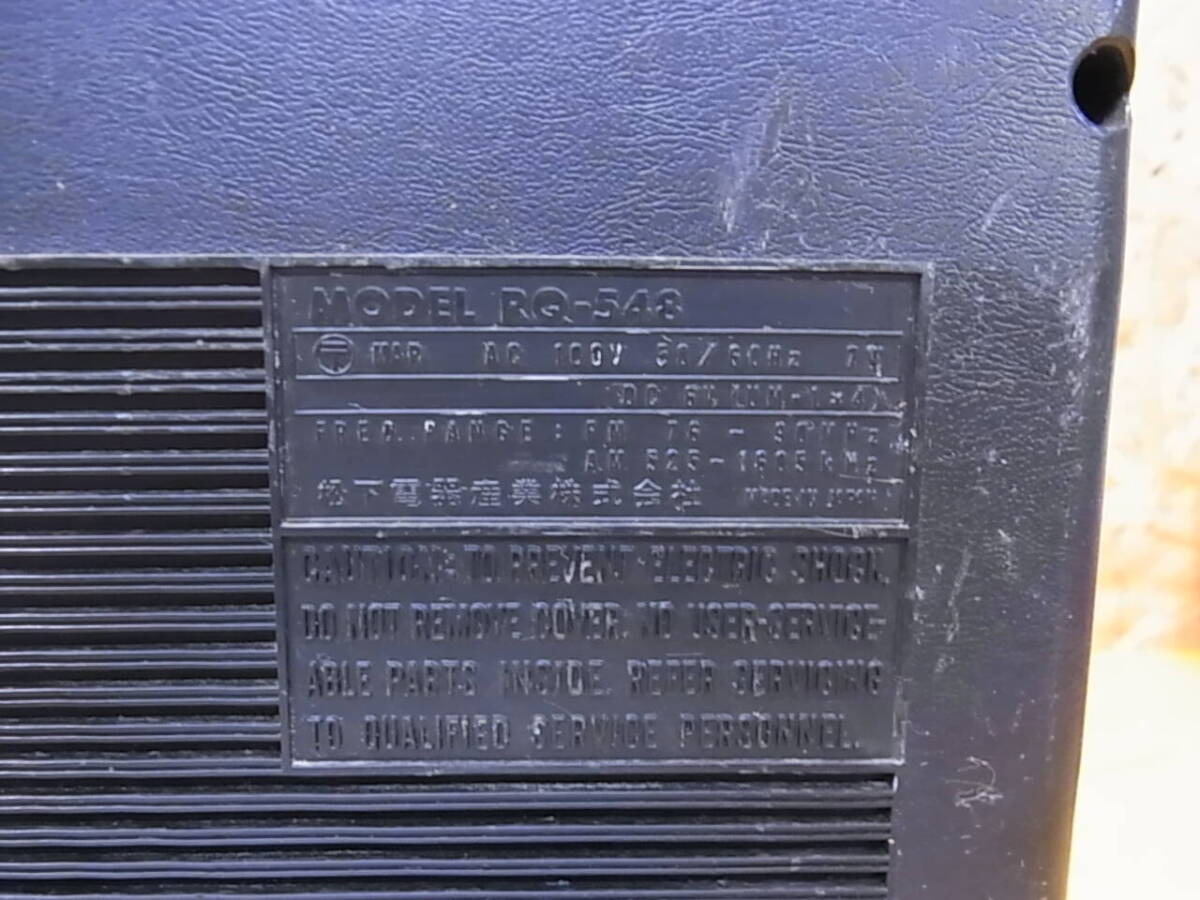 MODEL RQ-548
〒 MAR AC 100V 50/60Hz 7W
(DC 6V (UM-1×4))
FREQ. RANGE: FM 76 - 90MHz
AM 525-1605kHz
松下電器産業株式会社 MADE IN JAPAN
CAUTION: TO PREVENT ELECTRIC SHOCK,
DO NOT REMOVE COVER. NO USER-SERVICE-
ABLE PARTS INSIDE. REFER SERVICING
TO QUALIFIED SERVICE PERSONNEL.